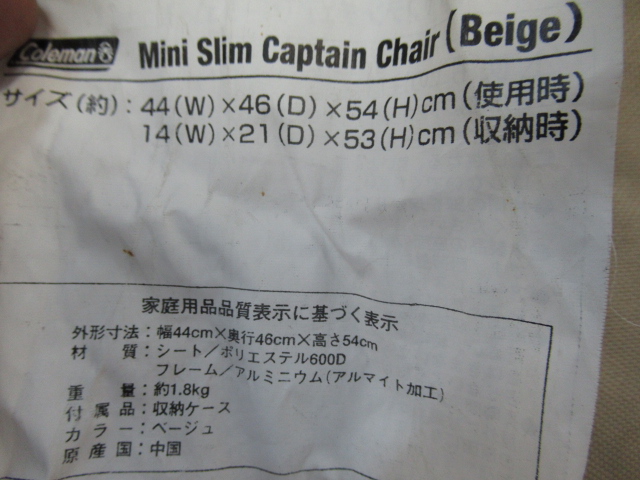 Coleman
Mini Slim Captain Chair (Beige)
サイズ(約): 44(W)×46(D)×54(H)cm(使用時)
14(W)×21(D)×53(H)cm(収納時)
家庭用品品質表示に基づく表示
外形寸法:幅44cm×奥行46cm×高さ54cm
材　質:シート/ポリエステル600D
フレーム/アルミニウム(アルマイト加工)
重　量:約1.8kg
付属品:収納ケース
カラー:ベージュ
原産国:中国